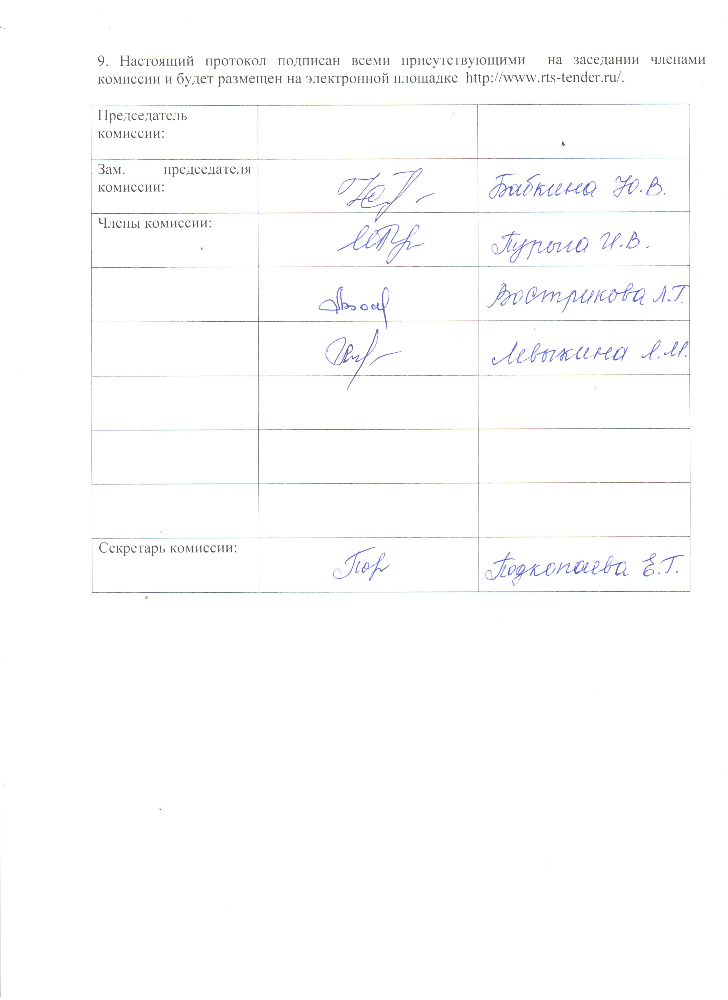 9. Настоящий протокол подписан всеми присутствующими на заседании членами
комиссии и будет размещен на электронной площадке http://www.rts-tender.ru/.
Председатель
комиссии:
Зам. председателя
комиссии:
Бабкина Ю.В.
Члены комиссии:
И.В.
Вострикова Л.Т.
Левыкина Л.М.
Секретарь комиссии:
Подкопаева Е.Г.